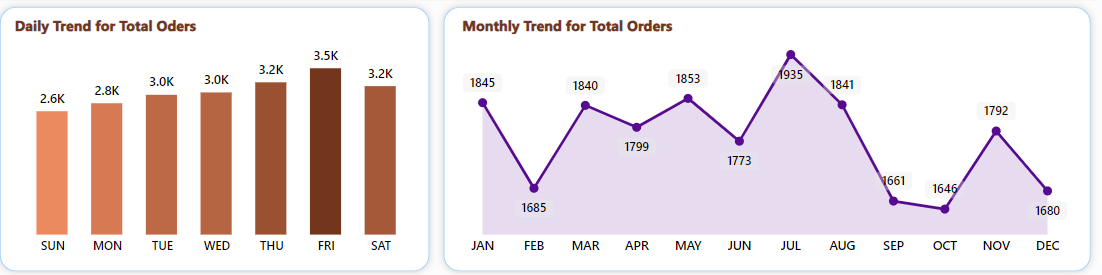 Daily Trend for Total Oders
2.6K
2.8K
3.0K
3.0K
3.2K
3.5K
3.2K
SUN MON TUE WED THU FRI SAT
Monthly Trend for Total Orders
1845
1685
1840
1799
1853
1773
1935
1841
1661
1646
1792
1680
JAN FEB MAR APR MAY JUN JUL AUG SEP OCT NOV DEC